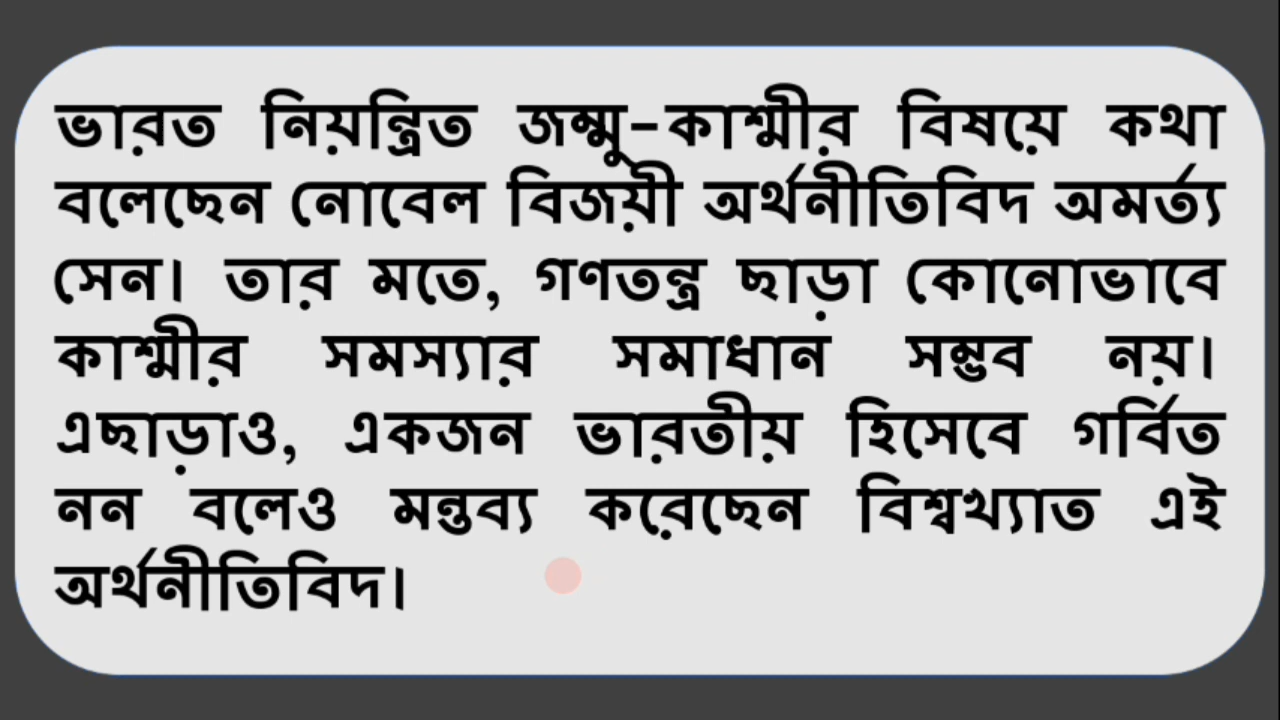 ভারত নিয়ন্ত্রিত জম্মু-কাশ্মীর বিষয়ে কথা
বলেছেন নোবেল বিজয়ী অর্থনীতিবিদ অমর্ত্য
সেন। তার মতে, গণতন্ত্র ছাড়া কোনোভাবে
কাশ্মীর সমস্যার সমাধান সম্ভব নয়।
এছাড়াও, একজন ভারতীয় হিসেবে গর্বিত
নন বলেও মন্তব্য করেছেন বিশ্বখ্যাত এই
অর্থনীতিবিদ।